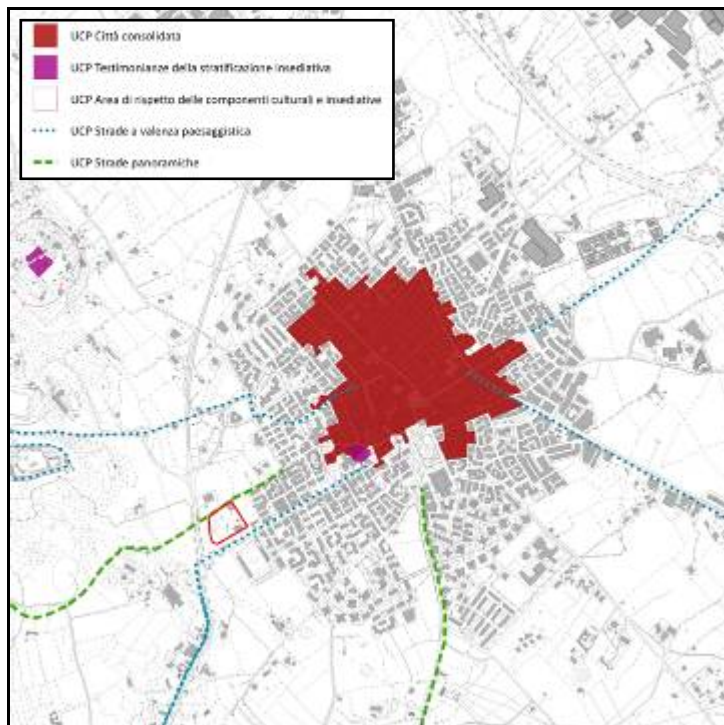 UCP Città consolidata
UCP Testimonianze della stratificazione insediativa
UCP Area di rispetto delle componenti culturali e insediative
UCP Strade a valenza paesaggistica
UCP Strade panoramiche